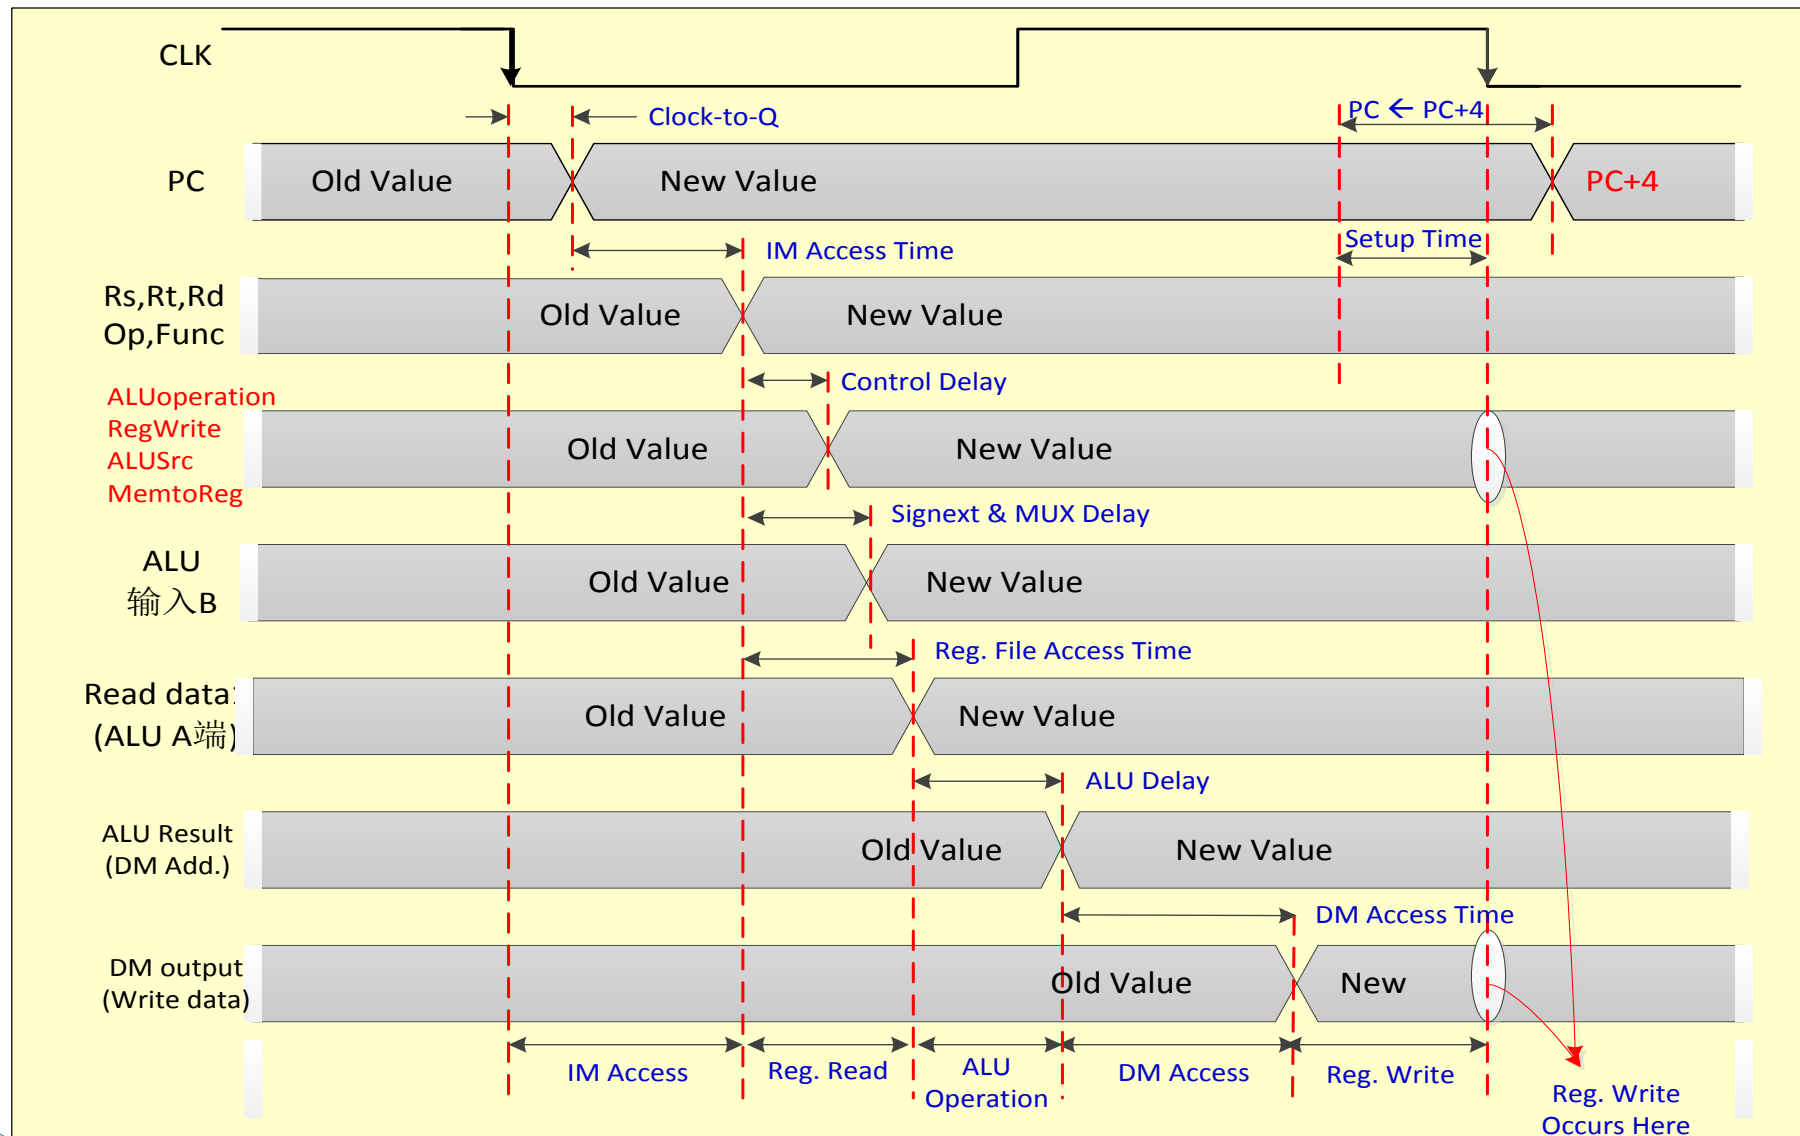 CLK
Clock-to-Q
PC ← PC+4
PC
Old Value
New Value
PC+4
IM Access Time
Setup Time
Rs,Rt,Rd
Op,Func
Old Value
New Value
Control Delay
ALUoperation
RegWrite
ALUSrc
MemtoReg
Old Value
New Value
Signext & MUX Delay
ALU
输入B
Old Value
New Value
Reg. File Access Time
Read data
(ALU A端)
Old Value
New Value
ALU Delay
ALU Result
(DM Add.)
Old Value
New Value
DM Access Time
DM output
(Write data)
Old Value
New
IM Access
Reg. Read
ALU
Operation
DM Access
Reg. Write
Reg. Write
Occurs Here